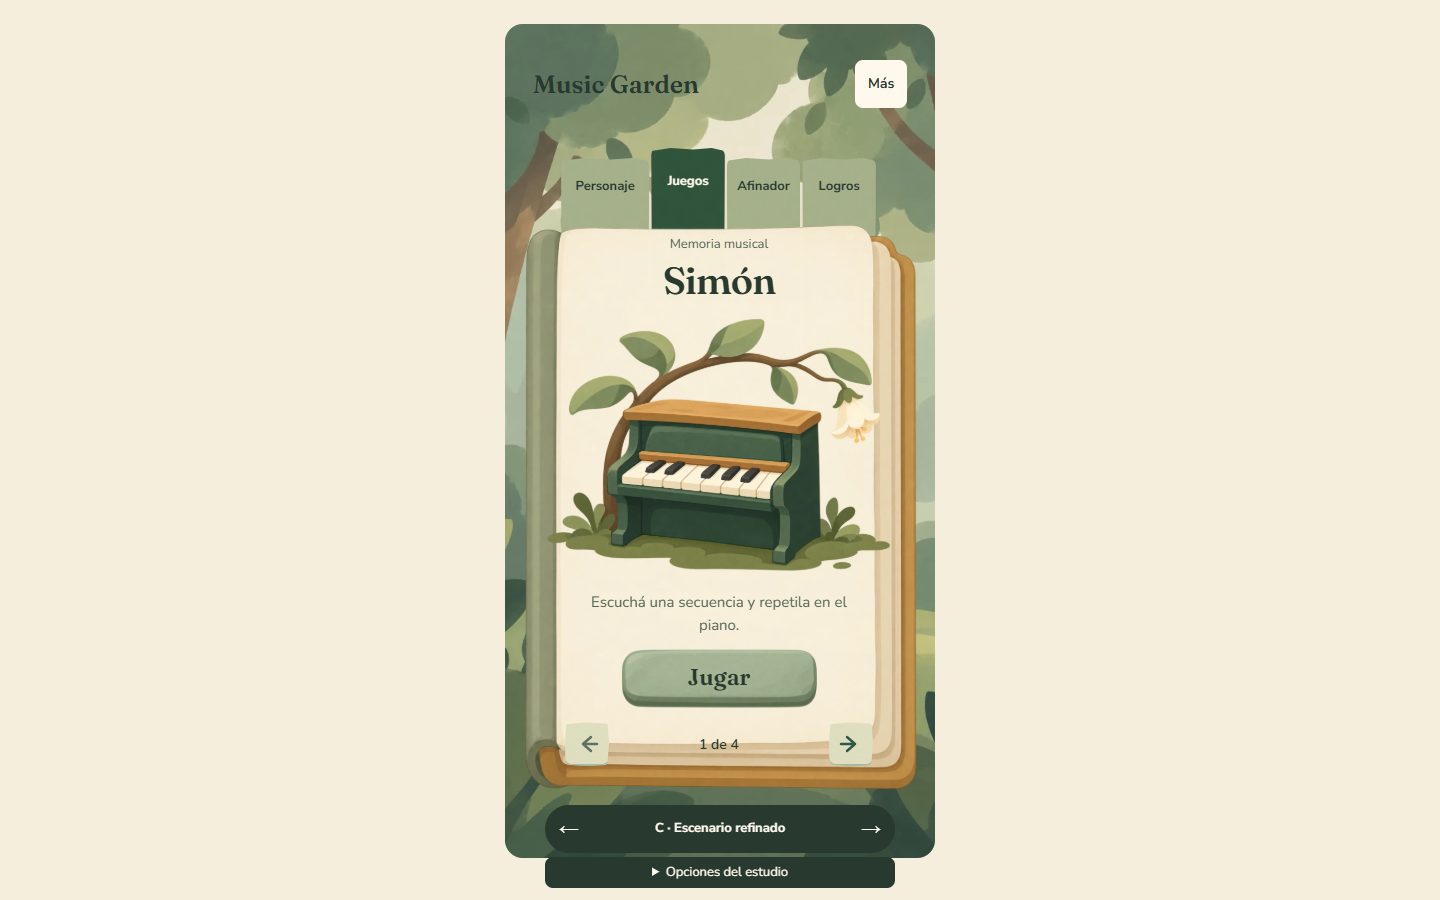 Music Garden
Más
Personaje
Juegos
Afinador
Logros
Memoria musical
Simón
Escuchá una secuencia y repetila en el
piano.
Jugar
← 1 de 4 →
← C · Escenario refinado →
▶ Opciones del estudio